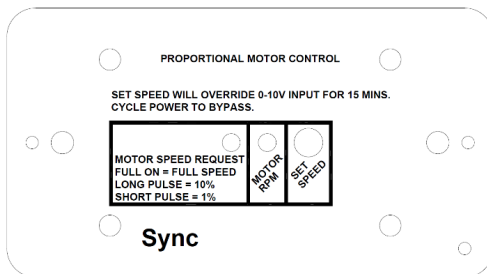 PROPORTIONAL MOTOR CONTROL
SET SPEED WILL OVERRIDE 0-10V INPUT FOR 15 MINS.
CYCLE POWER TO BYPASS.
MOTOR SPEED REQUEST
FULL ON = FULL SPEED
LONG PULSE = 10%
SHORT PULSE = 1%
MOTOR
RPM
SET
SPEED
Sync